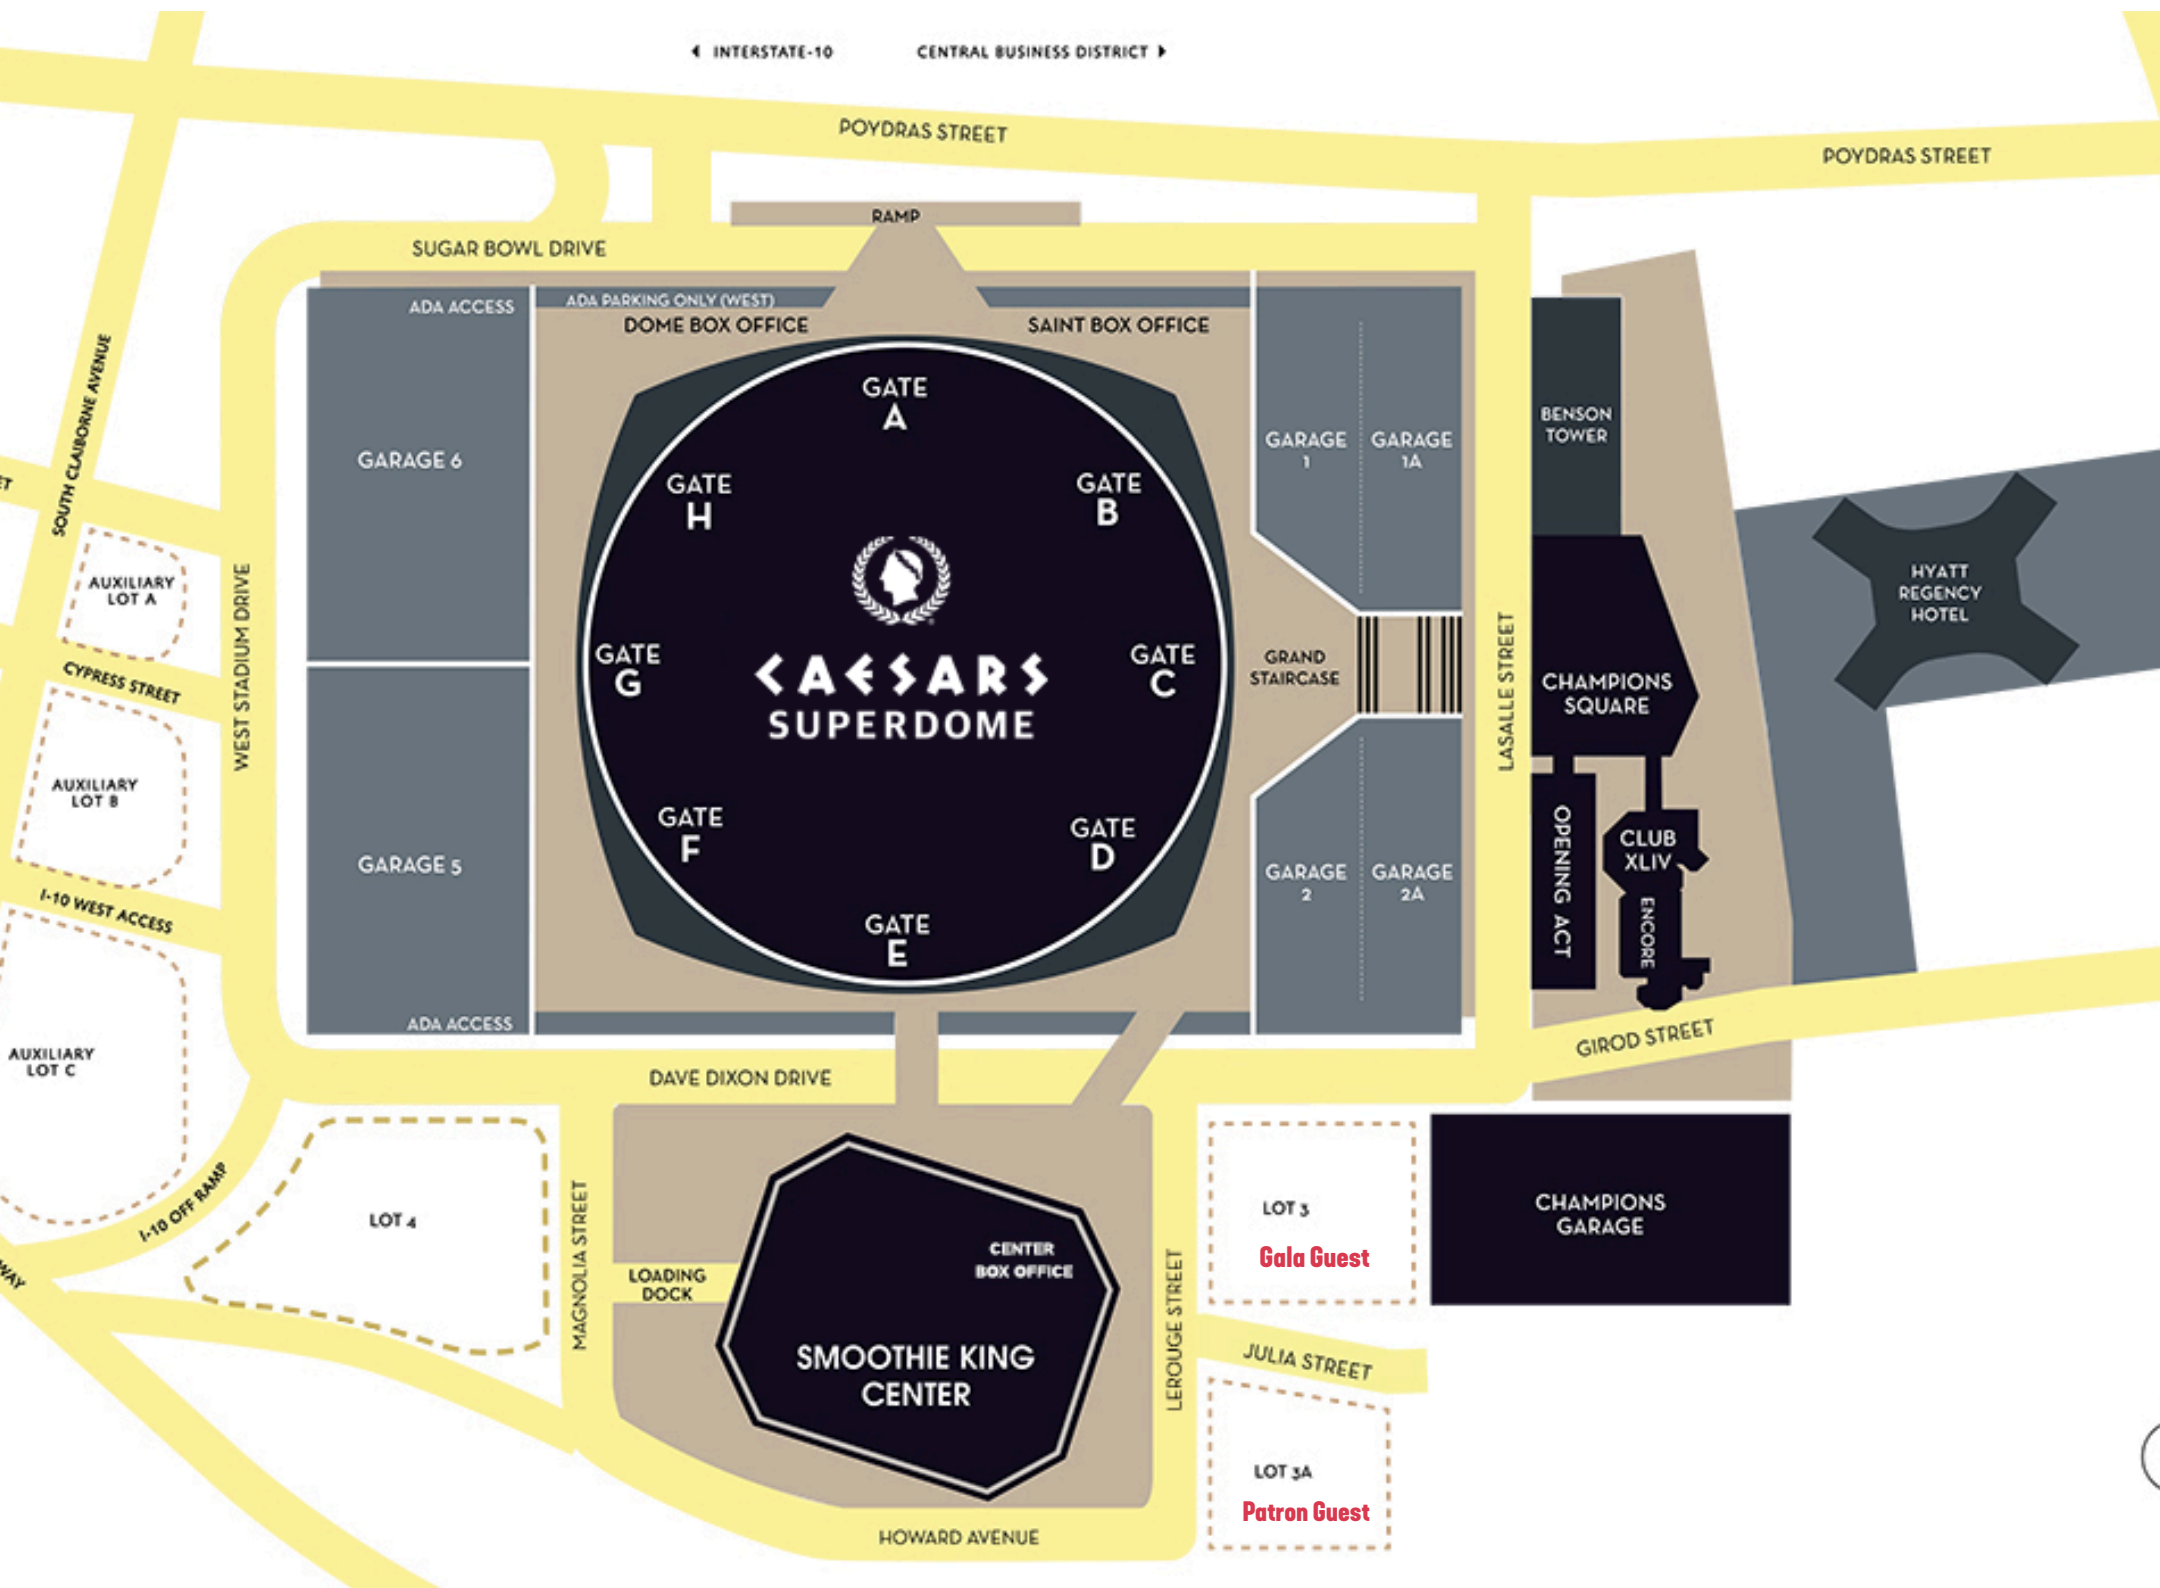 INTERSTATE-10
CENTRAL BUSINESS DISTRICT
POYDRAS STREET
POYDRAS STREET
RAMP
SUGAR BOWL DRIVE
ADA ACCESS
ADA PARKING ONLY (WEST)
DOME BOX OFFICE
SAINT BOX OFFICE
SOUTH CLAIBORNE AVENUE
GATE
A
GATE
H
GATE
B
GARAGE 6
GARAGE
1
GARAGE
1A
BENSON
TOWER
AUXILIARY
LOT A
HYATT
REGENCY
HOTEL
WEST STADIUM DRIVE
GATE
G
CAESARS
SUPERDOME
GATE
C
GRAND
STAIRCASE
LASALLE STREET
CHAMPIONS
SQUARE
CYPRESS STREET
AUXILIARY
LOT B
GARAGE 5
GATE
F
GATE
D
GATE
E
GARAGE
2
GARAGE
2A
OPENING ACT
CLUB
XLIV
ENCORE
I-10 WEST ACCESS
ADA ACCESS
AUXILIARY
LOT C
DAVE DIXON DRIVE
GIROD STREET
I-10 OFF RAMP
LOT 4
MAGNOLIA STREET
LOADING
DOCK
CENTER
BOX OFFICE
SMOOTHIE KING
CENTER
LEROUGE STREET
LOT 3
Gala Guest
CHAMPIONS
GARAGE
JULIA STREET
LOT 3A
Patron Guest
HOWARD AVENUE